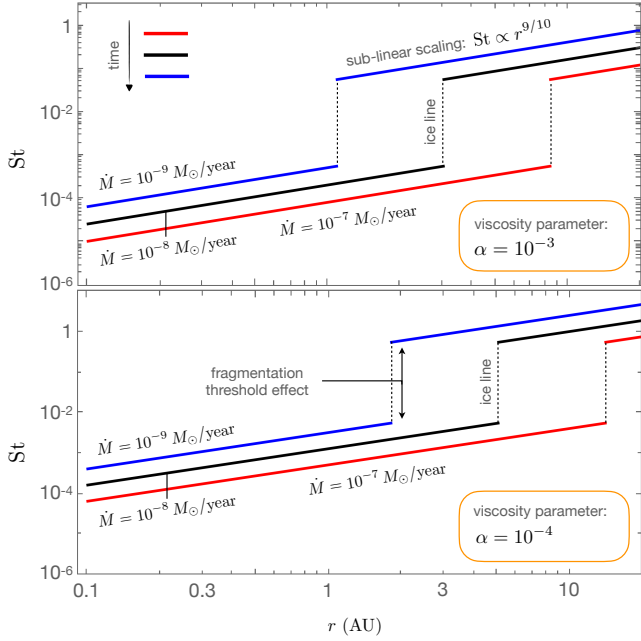 1
10^-2
10^-4
10^-6
St
time
sub-linear scaling: St ∝ r^{9/10}
ice line
Ṁ = 10^-9 M⊙/year
Ṁ = 10^-8 M⊙/year
Ṁ = 10^-7 M⊙/year
viscosity parameter:
α = 10^-3
1
10^-2
10^-4
10^-6
St
fragmentation
threshold effect
ice line
Ṁ = 10^-9 M⊙/year
Ṁ = 10^-8 M⊙/year
Ṁ = 10^-7 M⊙/year
viscosity parameter:
α = 10^-4
0.1 0.3 1 3 10
r (AU)